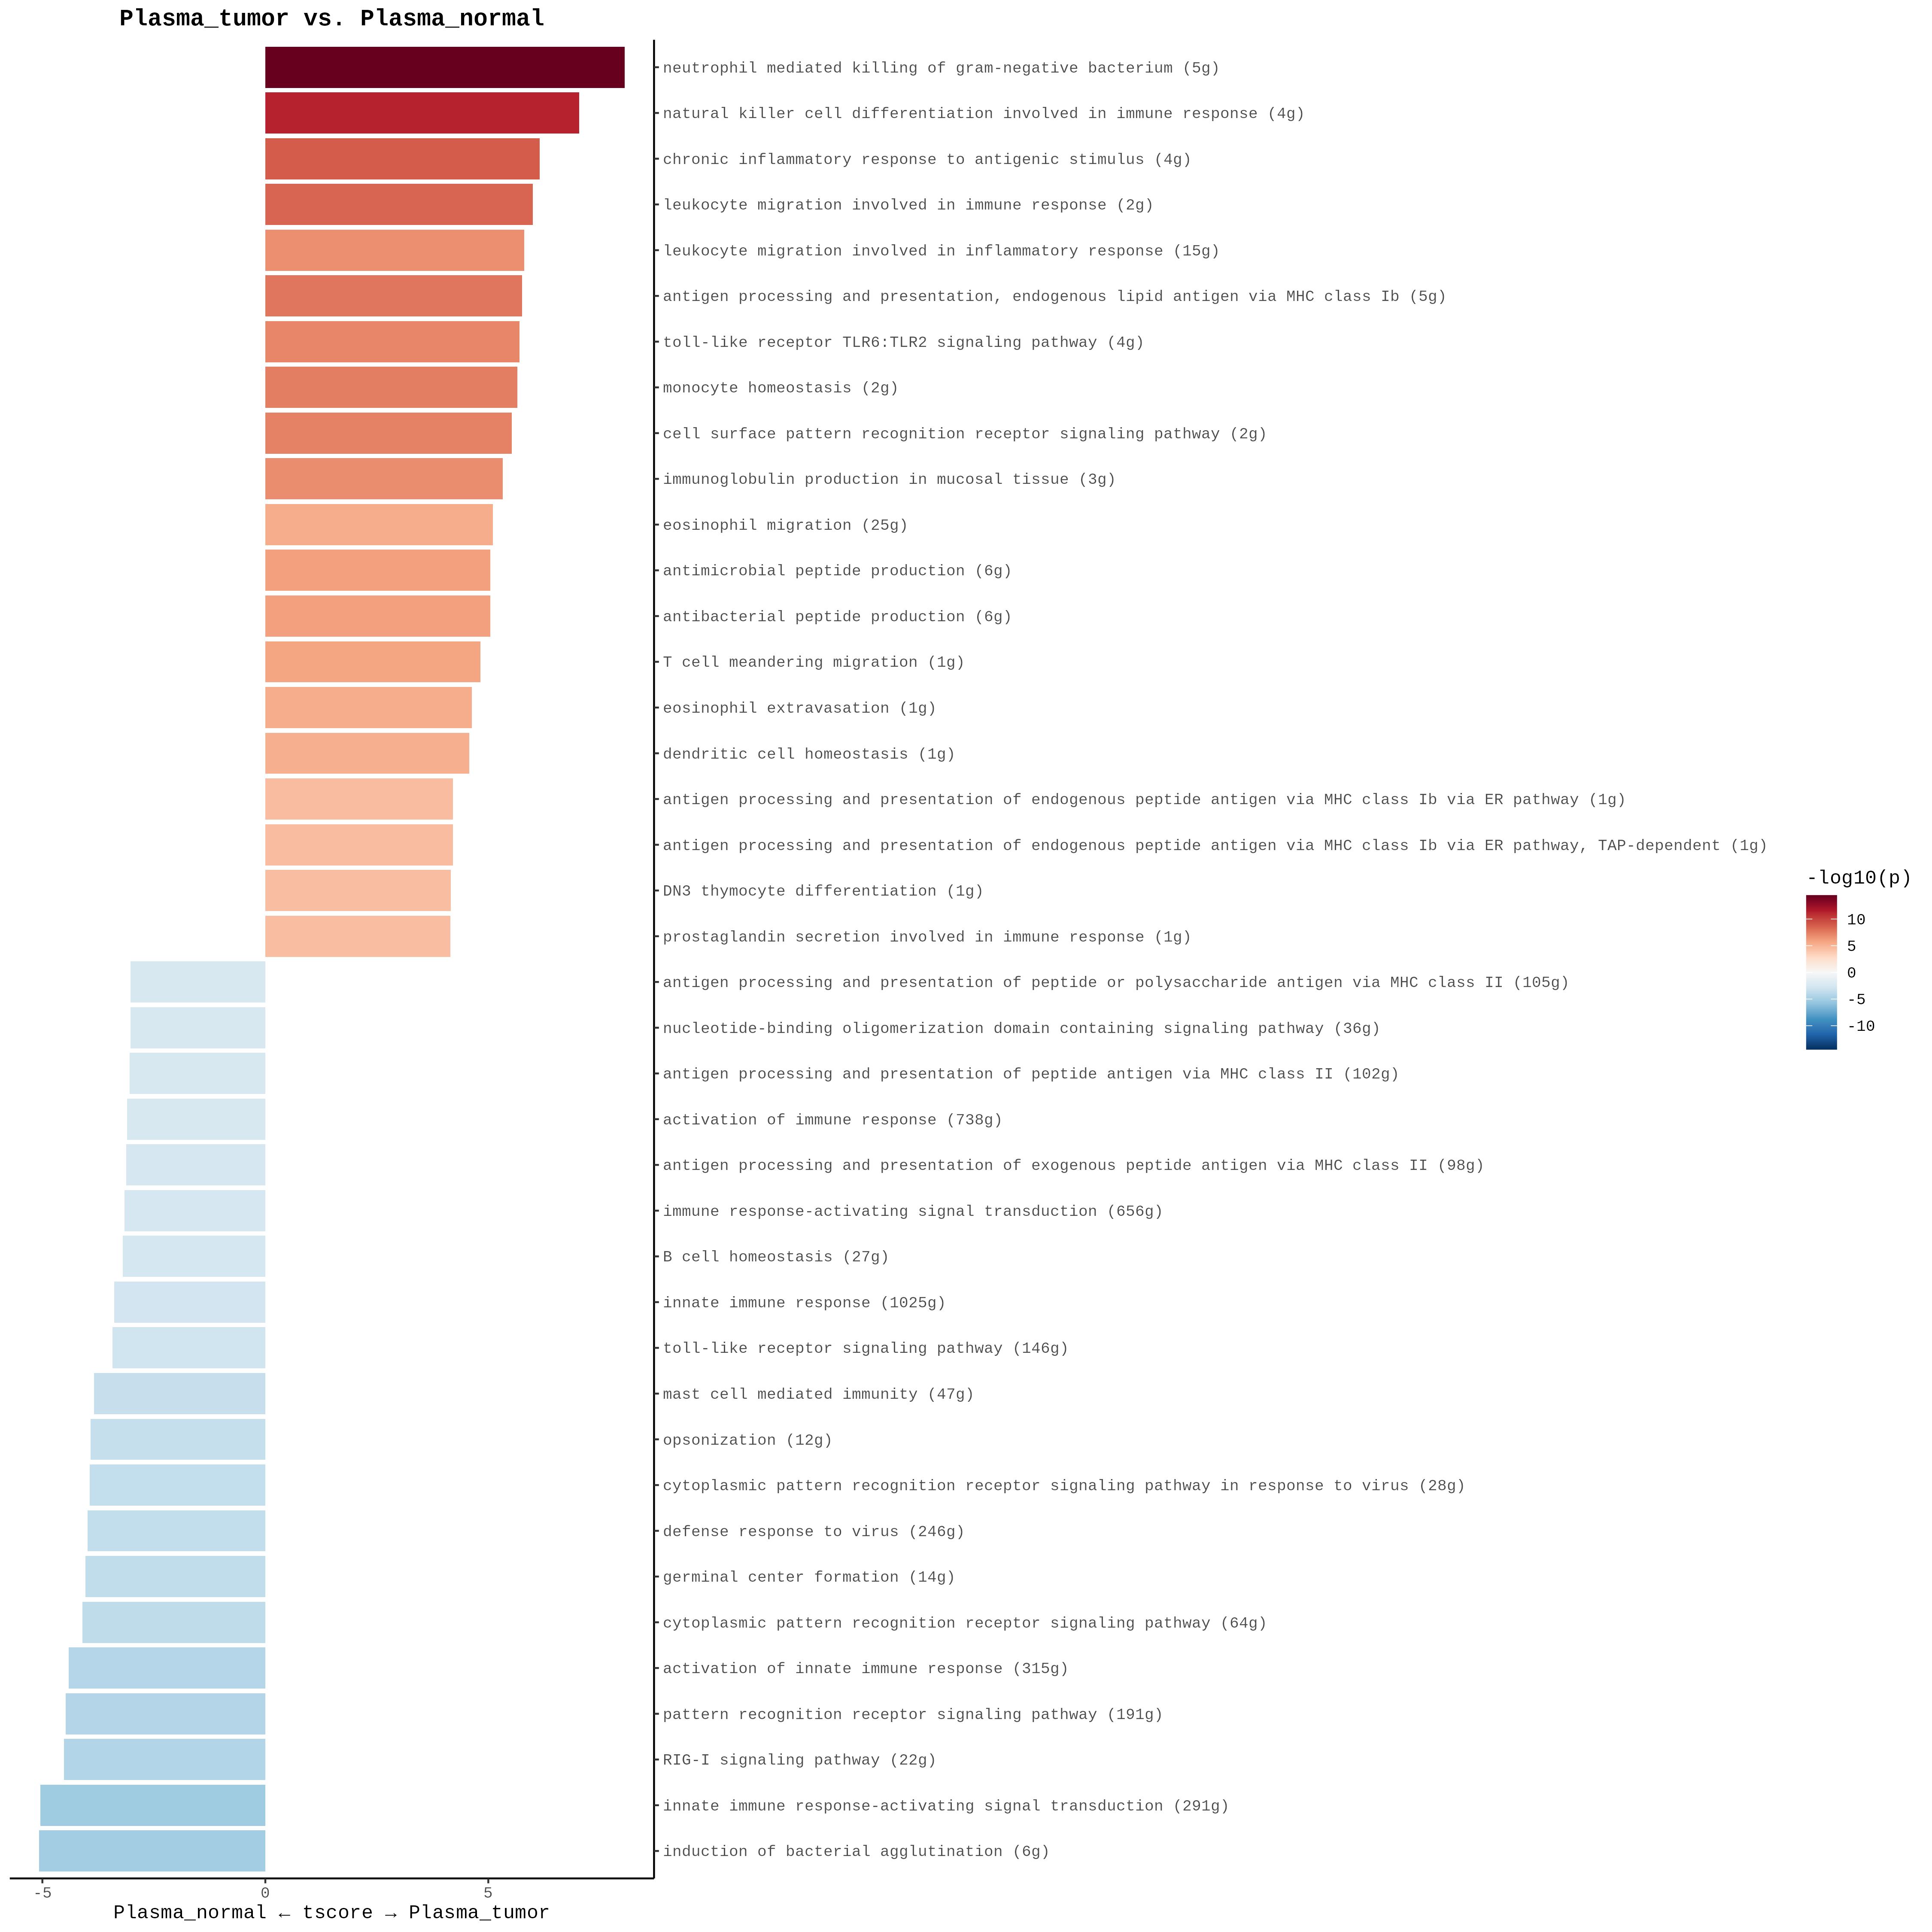 Plasma_tumor vs. Plasma_normal
neutrophil mediated killing of gram-negative bacterium (5g)
natural killer cell differentiation involved in immune response (4g)
chronic inflammatory response to antigenic stimulus (4g)
leukocyte migration involved in immune response (2g)
leukocyte migration involved in inflammatory response (15g)
antigen processing and presentation, endogenous lipid antigen via MHC class Ib (5g)
toll-like receptor TLR6:TLR2 signaling pathway (4g)
monocyte homeostasis (2g)
cell surface pattern recognition receptor signaling pathway (2g)
immunoglobulin production in mucosal tissue (3g)
eosinophil migration (25g)
antimicrobial peptide production (6g)
antibacterial peptide production (6g)
T cell meandering migration (1g)
eosinophil extravasation (1g)
dendritic cell homeostasis (1g)
antigen processing and presentation of endogenous peptide antigen via MHC class Ib via ER pathway (1g)
antigen processing and presentation of endogenous peptide antigen via MHC class Ib via ER pathway, TAP-dependent (1g)
DN3 thymocyte differentiation (1g)
prostaglandin secretion involved in immune response (1g)
antigen processing and presentation of peptide or polysaccharide antigen via MHC class II (105g)
nucleotide-binding oligomerization domain containing signaling pathway (36g)
antigen processing and presentation of peptide antigen via MHC class II (102g)
activation of immune response (738g)
antigen processing and presentation of exogenous peptide antigen via MHC class II (98g)
immune response-activating signal transduction (656g)
B cell homeostasis (27g)
innate immune response (1025g)
toll-like receptor signaling pathway (146g)
mast cell mediated immunity (47g)
opsonization (12g)
cytoplasmic pattern recognition receptor signaling pathway in response to virus (28g)
defense response to virus (246g)
germinal center formation (14g)
cytoplasmic pattern recognition receptor signaling pathway (64g)
activation of innate immune response (315g)
pattern recognition receptor signaling pathway (191g)
RIG-I signaling pathway (22g)
innate immune response-activating signal transduction (291g)
induction of bacterial agglutination (6g)
-5 0 5
Plasma_normal ← tscore → Plasma_tumor
-log10(p)
10
5
0
-5
-10